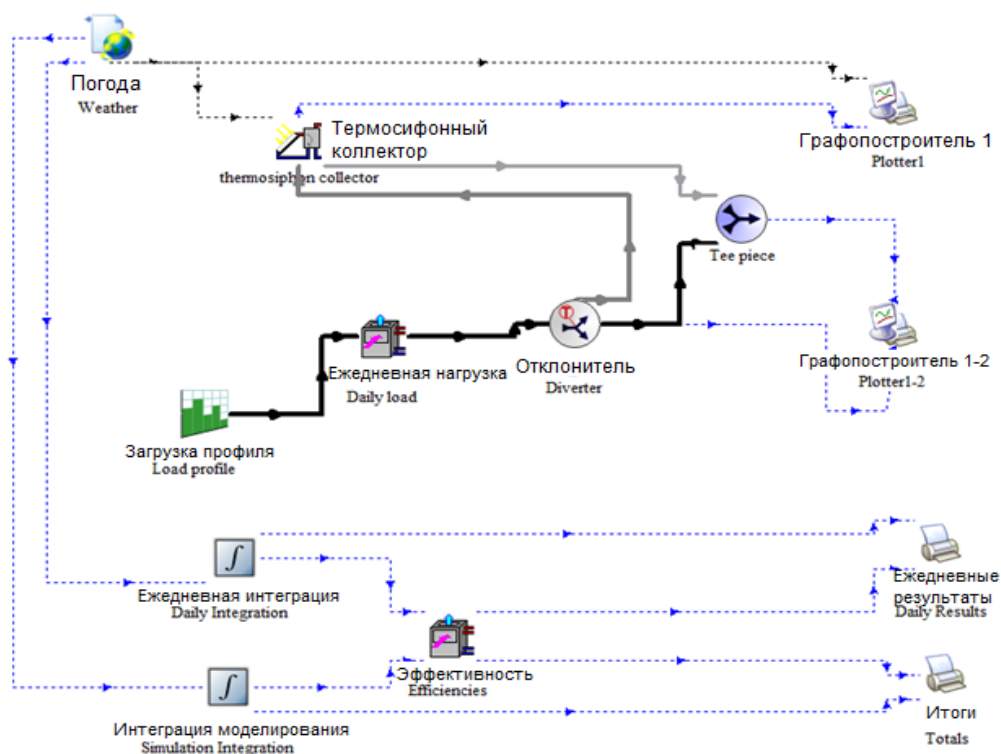 Погода
Weather
Термосифонный
коллектор
thermosiphon collector
Графопостроитель 1
Plotter1
Tee piece
Ежедневная нагрузка
Daily load
Отклонитель
Diverter
Графопостроитель 1-2
Plotter1-2
Загрузка профиля
Load profile
Ежедневная интеграция
Daily Integration
Ежедневные
результаты
Daily Results
Эффективность
Efficiencies
Интеграция моделирования
Simulation Integration
Итоги
Totals